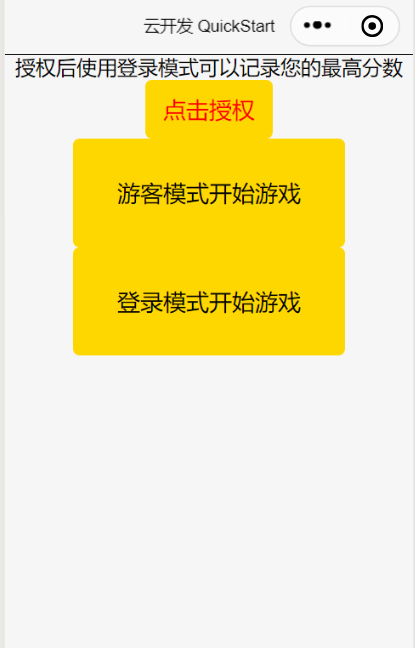 云开发 QuickStart
授权后使用登录模式可以记录您的最高分数
点击授权
游客模式开始游戏
登录模式开始游戏